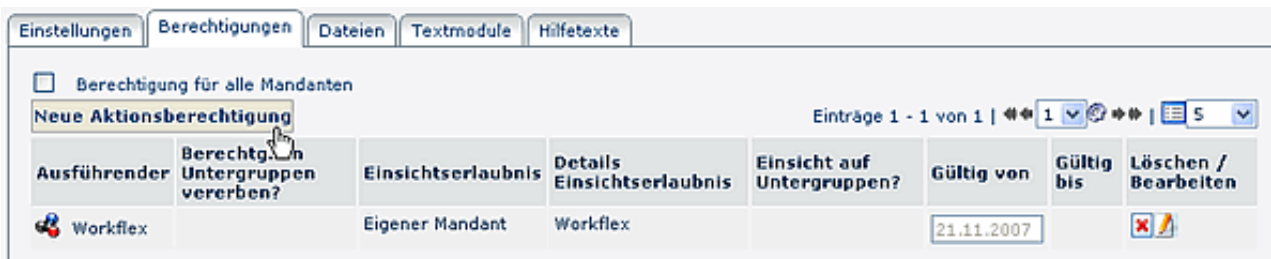 Einstellungen Berechtigungen Dateien Textmodule Hilfetexte
Berechtigung für alle Mandanten
Neue Aktionsberechtigung Einträge 1 - 1 von 1 | 1 | 5
Ausführender Untergruppen vererben? Einsichtserlaubnis Details Einsichtserlaubnis Einsicht auf Untergruppen? Gültig von Gültig bis Löschen / Bearbeiten
Workflex Eigener Mandant Workflex 21.11.2007